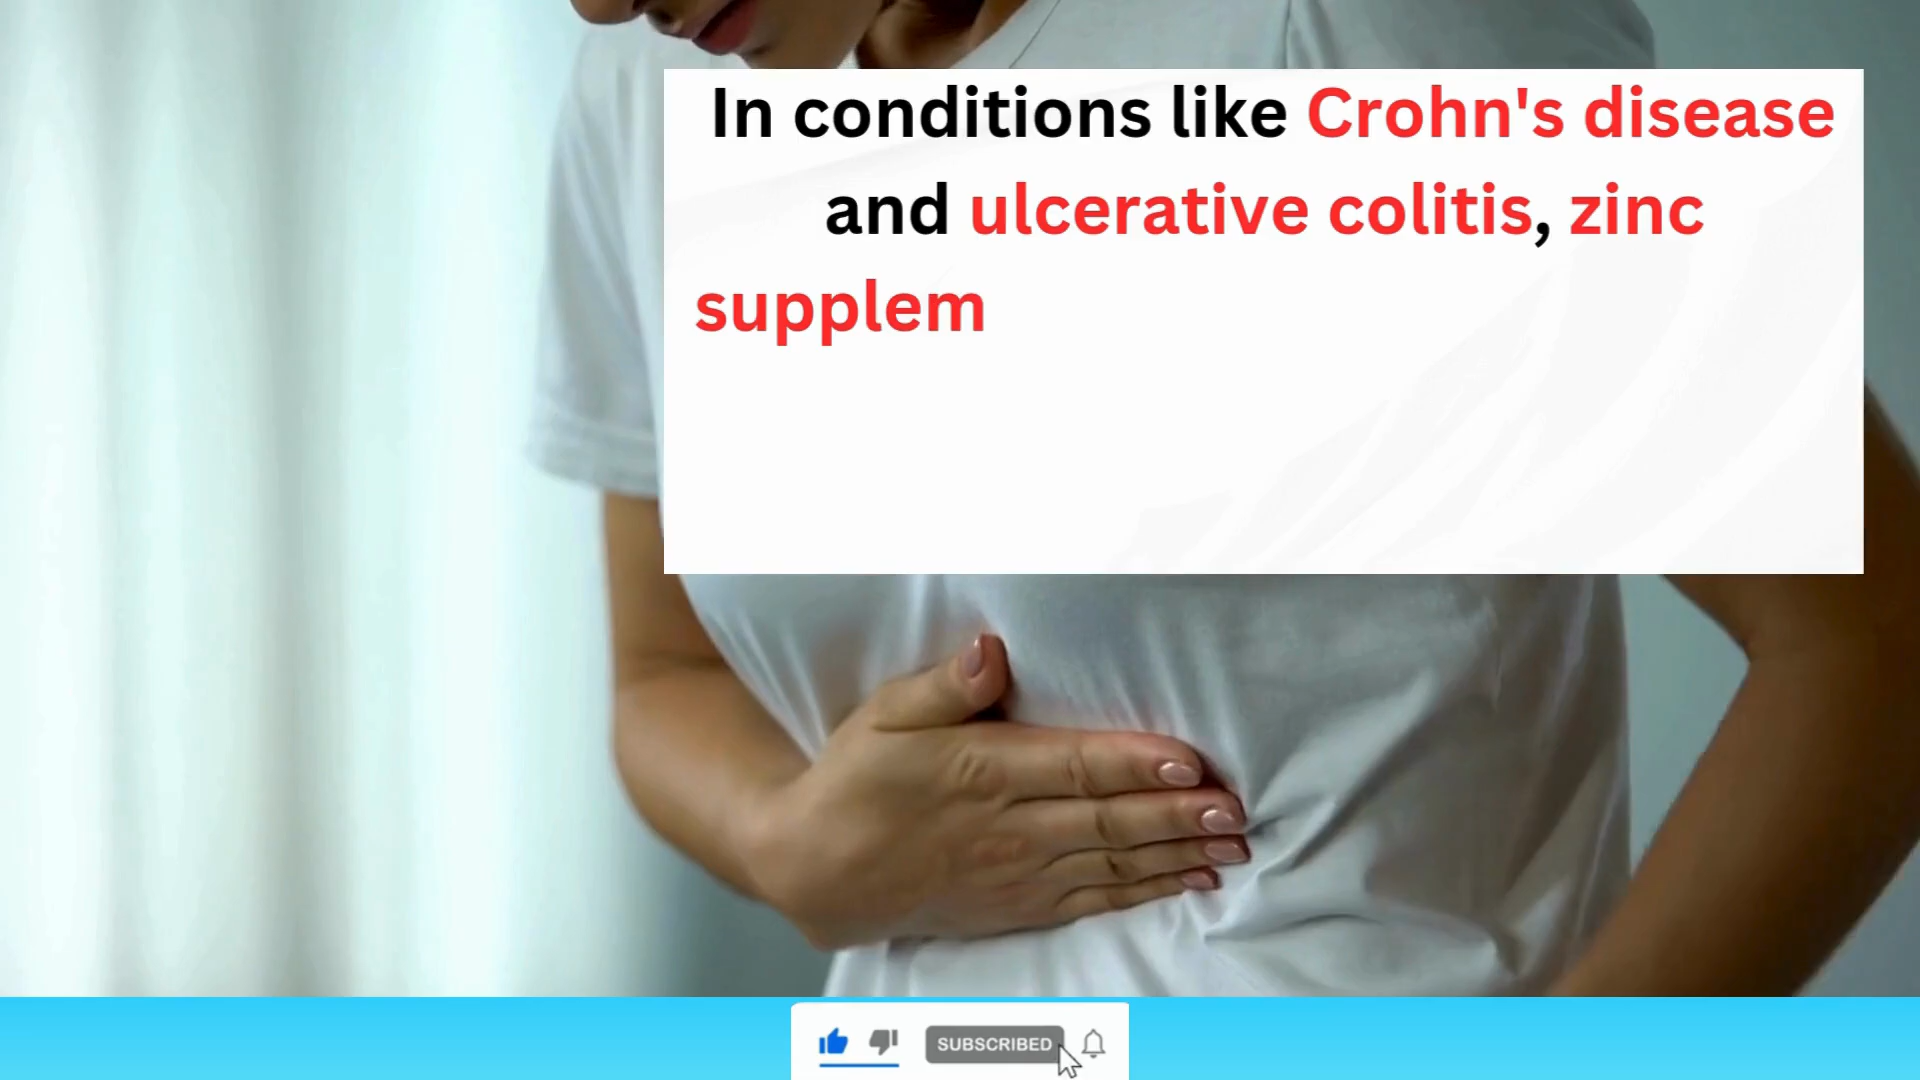 In conditions like Crohn's disease
and ulcerative colitis, zinc
supplem
SUBSCRIBED